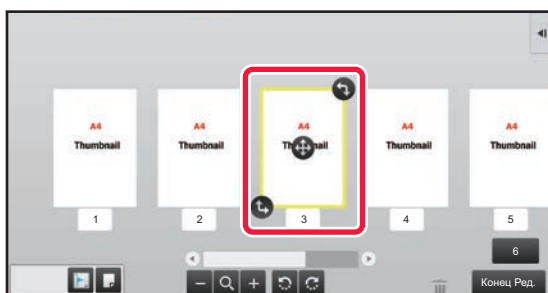 A4 A4 A4 A4 A4
Thumbnail Thumbnail Thumbnail Thumbnail Thumbnail
1 2 3 4 5
6
Конец Ред.